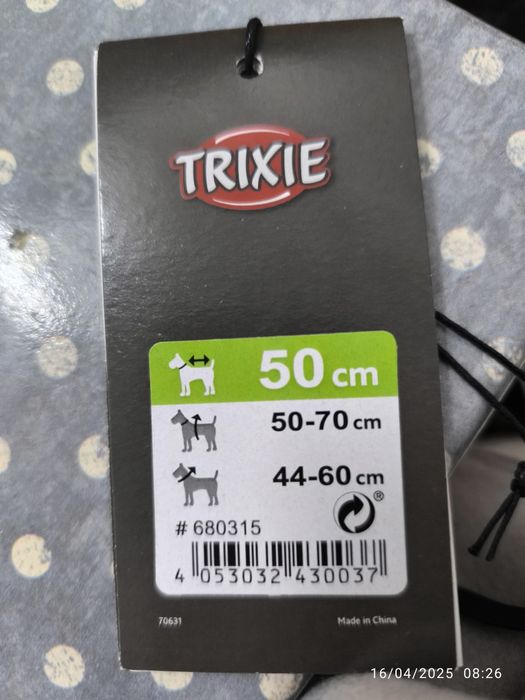 TRIXIE
50 cm
50-70 cm
44-60 cm
®
# 680315
4 053032 430037
70631 Made in China
16/04/2025 08:26